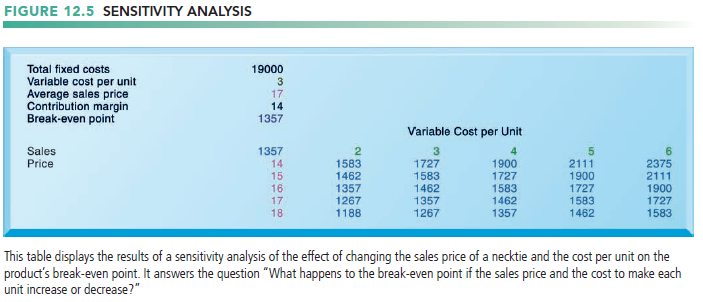 FIGURE 12.5 SENSITIVITY ANALYSIS
Total fixed costs 19000
Variable cost per unit 3
Average sales price 17
Contribution margin 14
Break-even point 1357
Variable Cost per Unit
Sales 1357 2 3 4 5 6
Price 14 1583 1727 1900 2111 2375
15 1462 1583 1727 1900 2111
16 1357 1462 1583 1727 1900
17 1267 1357 1462 1583 1727
18 1188 1267 1357 1462 1583
This table displays the results of a sensitivity analysis of the effect of changing the sales price of a necktie and the cost per unit on the
product's break-even point. It answers the question “What happens to the break-even point if the sales price and the cost to make each
unit increase or decrease?”